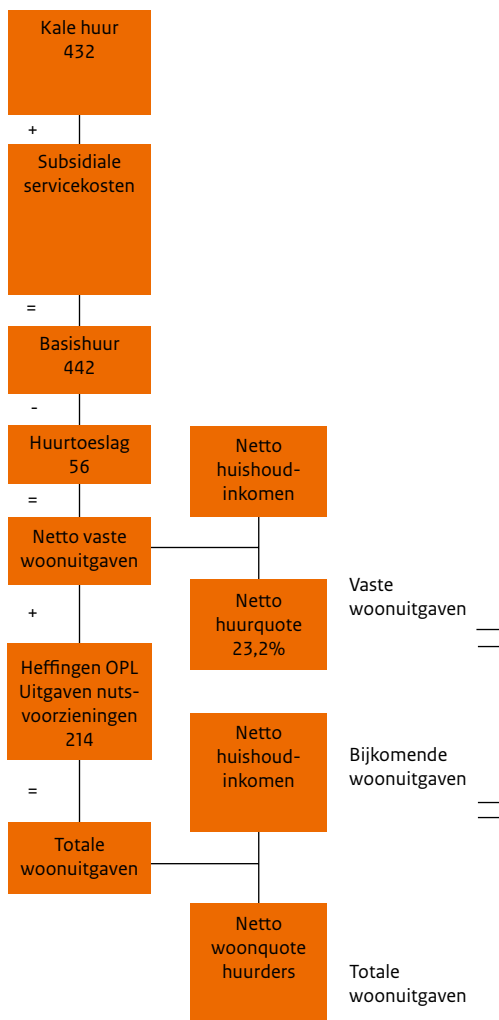 Kale huur
432
+
Subsidiale
servicekosten
=
Basishuur
442
-
Huurtoeslag
56
=
Netto vaste
woonuitgaven
+
Heffingen OPL
Uitgaven nuts-
voorzieningen
214
=
Totale
woonuitgaven
Netto
huishoud-
inkomen
Netto
huurquote
23,2%
Netto
huishoud-
inkomen
Netto
woonquote
huurders
Vaste
woonuitgaven
Bijkomende
woonuitgaven
Totale
woonuitgaven